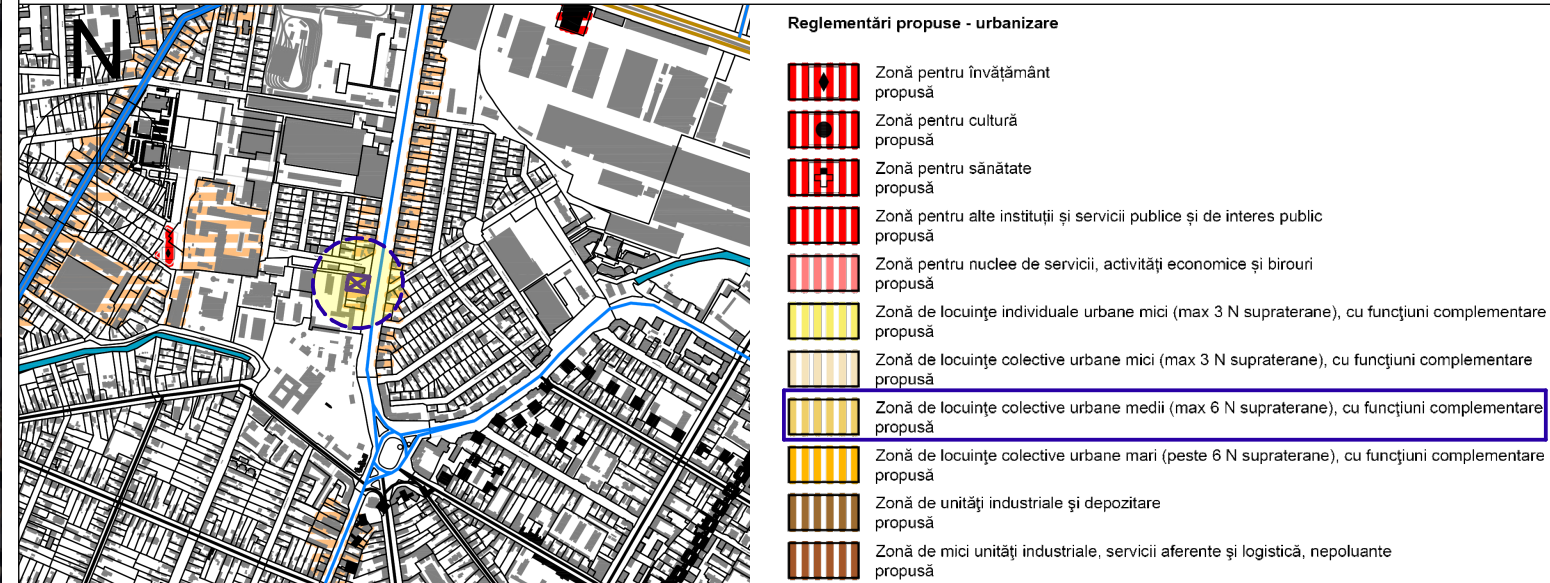 N
Reglementări propuse - urbanizare
Zonă pentru învățământ
propusă
Zonă pentru cultură
propusă
Zonă pentru sănătate
propusă
Zonă pentru alte instituții și servicii publice și de interes public
propusă
Zonă pentru nuclee de servicii, activități economice și birouri
propusă
Zonă de locuințe individuale urbane mici (max 3 N supraterane), cu funcţiuni complementare
propusă
Zonă de locuinţe colective urbane mici (max 3 N supraterane), cu funcţiuni complementare
propusă
Zonă de locuinţe colective urbane medii (max 6 N supraterane), cu funcţiuni complementare
propusă
Zonă de locuinţe colective urbane mari (peste 6 N supraterane), cu funcţiuni complementare
propusă
Zonă de unităţi industriale şi depozitare
propusă
Zonă de mici unităţi industriale, servicii aferente şi logistică, nepoluante
propusă